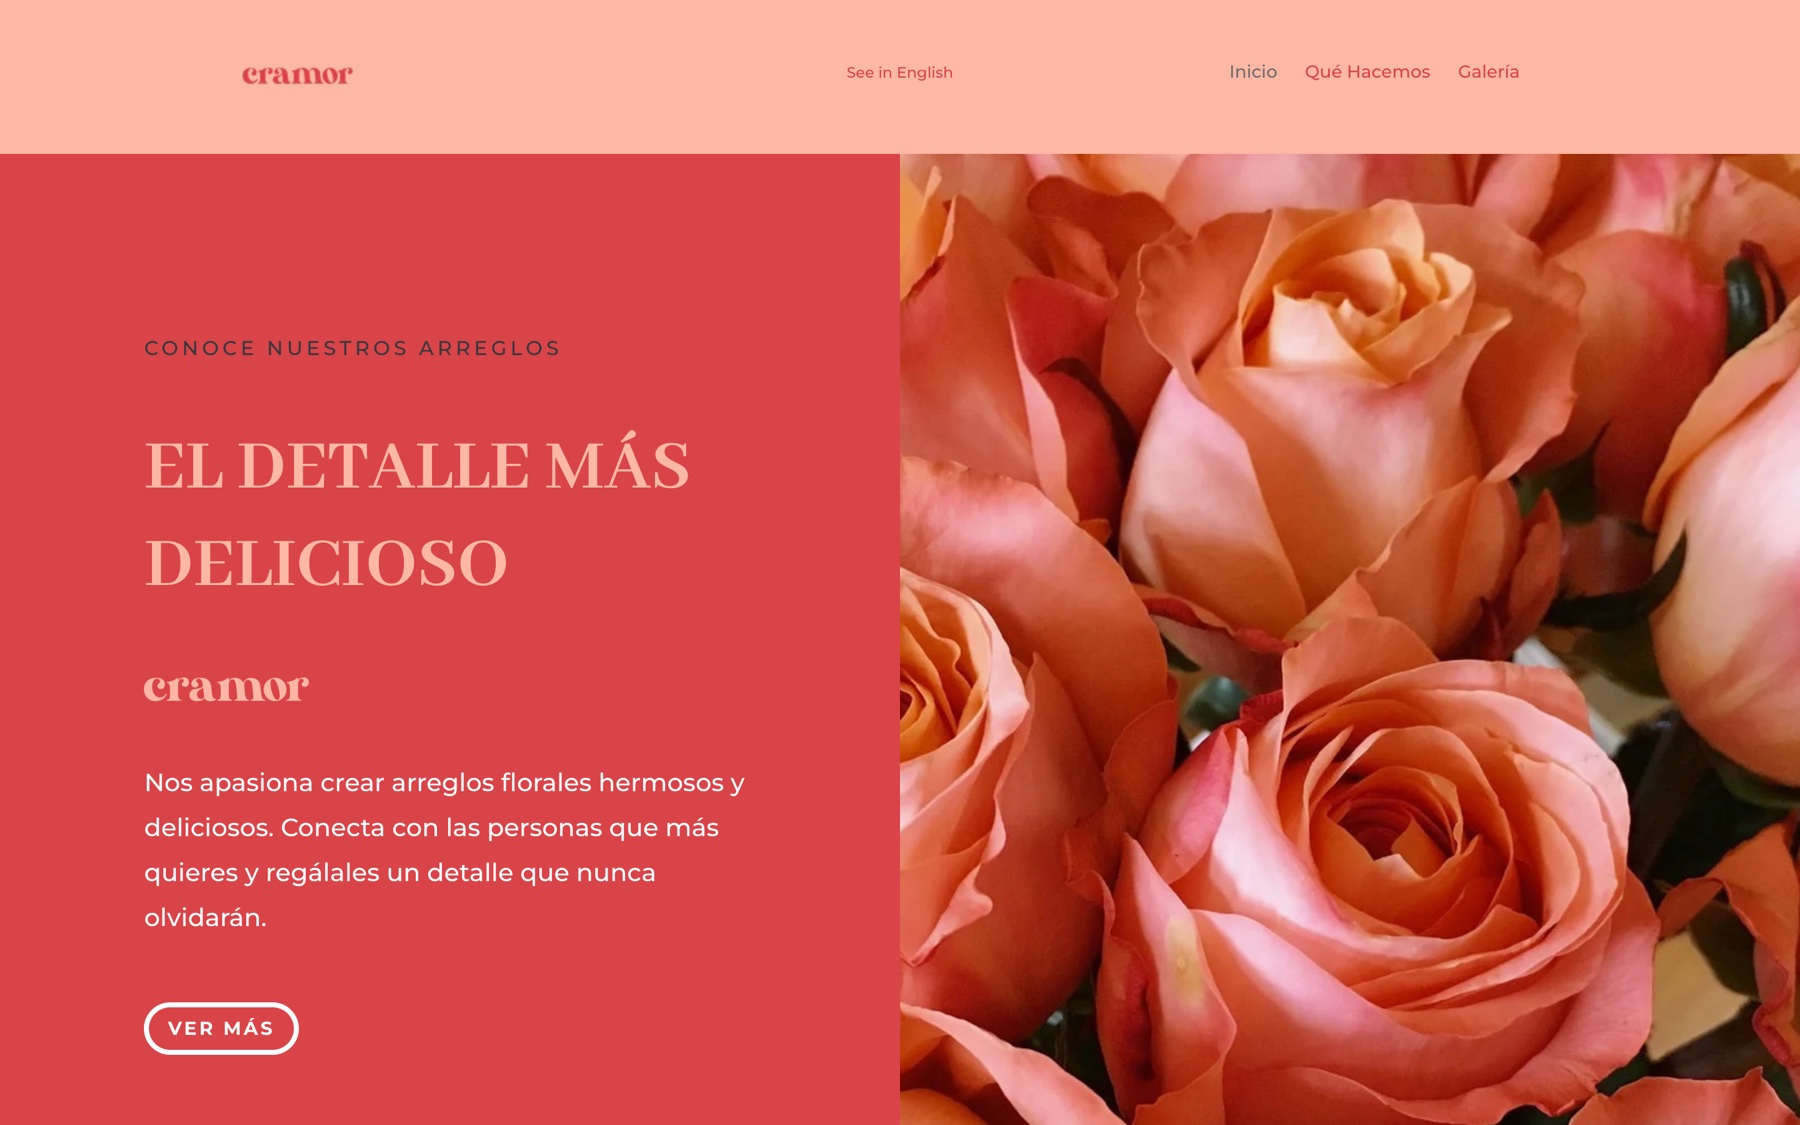 cramor
See in English
Inicio
Qué Hacemos
Galería
CONOCE NUESTROS ARREGLOS
EL DETALLE MÁS
DELICIOSO
cramor
Nos apasiona crear arreglos florales hermosos y
deliciosos. Conecta con las personas que más
quieres y regálales un detalle que nunca
olvidarán.
VER MÁS